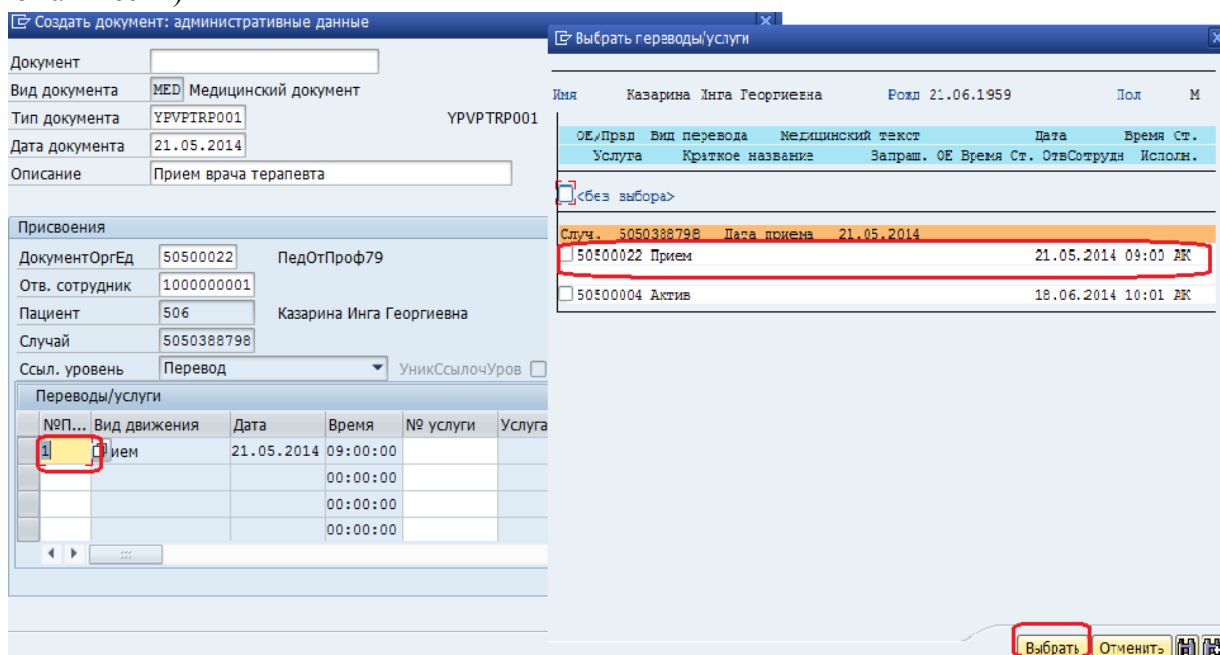 Создать документ: административные данные
Документ
Вид документа MED Медицинский документ
Тип документа YPVPTRP001 YPVPTRP001
Дата документа 21.05.2014
Описание Прием врача терапевта
Присвоения
ДокументОргЕд 50500022 ПедОтПроф79
Отв. сотрудник 1000000001
Пациент 506 Казарина Инга Георгиевна
Случай 5050388798
Ссыл. уровень Перевод УникСсылочУров
Переводы/услуги
№П... Вид движения Дата Время № услуги Услуга
1 ием 21.05.2014 09:00:00
00:00:00
00:00:00
00:00:00
Выбрать переводы/услуги
Имя Казарина Инга Георгиевна Рожд 21.06.1959 Пол М
ОЕ/Прзд Вид перевода Медицинский текст Дата Время Ст.
Услуга Краткое название Запраш. ОЕ Время Ст. ОтвСотрудн Исполн.
<без выбора>
Случ. 5050388798 Дата приема 21.05.2014
50500022 Прием 21.05.2014 09:00 АК
50500004 Актив 18.06.2014 10:01 АК
Выбрать Отменить